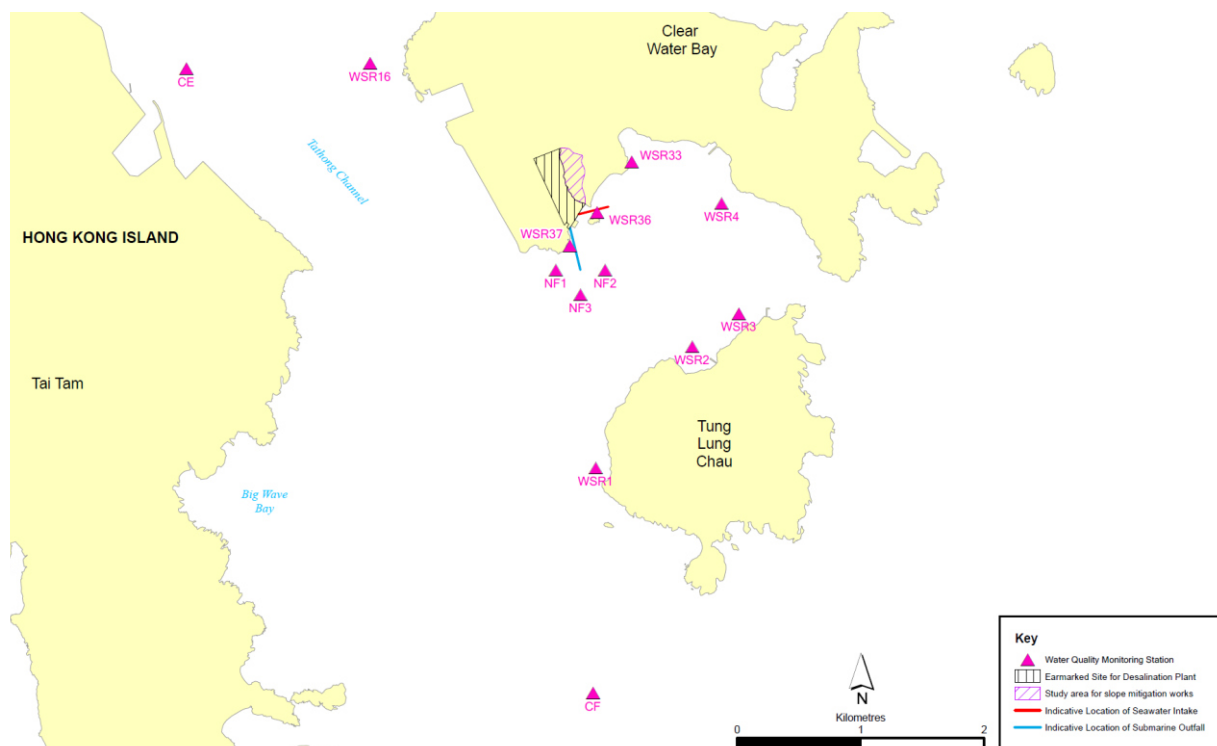 Clear
Water Bay
CE
WSR16
Tathong Channel
WSR33
WSR36
WSR4
HONG KONG ISLAND
WSR37
NF1
NF2
NF3
WSR3
WSR2
Tai Tam
Tung
Lung
Chau
WSR1
Big Wave
Bay
CF
N
Kilometres
0
1
2
Key
Water Quality Monitoring Station
Earmarked Site for Desalination Plant
Study area for slope mitigation works
Indicative Location of Seawater Intake
Indicative Location of Submarine Outfall